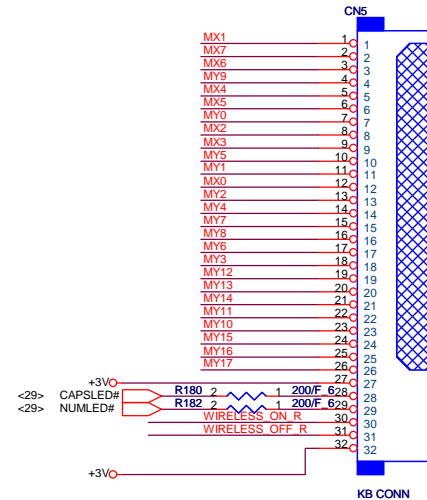 CN5
MX1 1 1
MX7 2 2
MX6 3 3
MY9 4 4
MX4 5 5
MX5 6 6
MY0 7 7
MX2 8 8
MX3 9 9
MY5 10 10
MY1 11 11
MX0 12 12
MY2 13 13
MY4 14 14
MY7 15 15
MY8 16 16
MY6 17 17
MY3 18 18
MY12 19 19
MY13 20 20
MY14 21 21
MY11 22 22
MY10 23 23
MY15 24 24
MY16 25 25
MY17 26 26
+3V 27 27
<29> CAPSLED# R180 2 1 200/F_6 28 28
<29> NUMLED# R182 2 1 200/F_6 29 29
WIRELESS_ON_R 30 30
WIRELESS_OFF_R 31 31
32 32
+3V
KB CONN